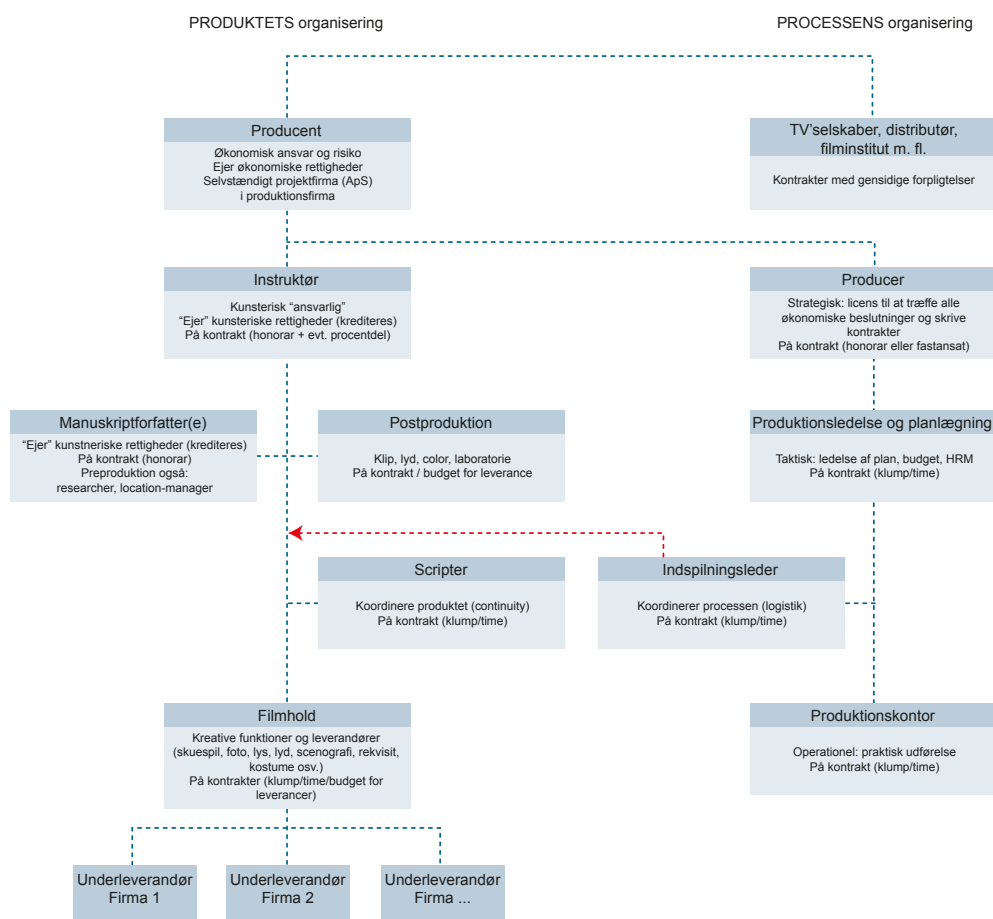 PRODUKTETS organisering
PROCESSENS organisering
Producent
Økonomisk ansvar og risiko
Ejer økonomiske rettigheder
Selvstændigt projektfirma (ApS)
i produktionsfirma
TV'selskaber, distributør,
filminstitut m. fl.
Kontrakter med gensidige forpligtelser
Instruktør
Kunsterisk “ansvarlig”
“Ejer” kunsteriske rettigheder (krediteres)
På kontrakt (honorar + evt. procentdel)
Producer
Strategisk: licens til at træffe alle
økonomiske beslutninger og skrive
kontrakter
På kontrakt (honorar eller fastansat)
Manuskriptforfatter(e)
“Ejer” kunstneriske rettigheder (krediteres)
På kontrakt (honorar)
Preproduktion også:
researcher, location-manager
Postproduktion
Klip, lyd, color, laboratorie
På kontrakt / budget for leverance
Produktionsledelse og planlægning
Taktisk: ledelse af plan, budget, HRM
På kontrakt (klump/time)
Scripter
Koordinere produktet (continuity)
På kontrakt (klump/time)
Indspilningsleder
Koordinerer processen (logistik)
På kontrakt (klump/time)
Filmhold
Kreative funktioner og leverandører
(skuespil, foto, lys, lyd, scenografi, rekvisit,
kostume osv.)
På kontrakter (klump/time/budget for
leverancer)
Produktionskontor
Operationel: praktisk udførelse
På kontrakt (klump/time)
Underleverandør
Firma 1
Underleverandør
Firma 2
Underleverandør
Firma ...